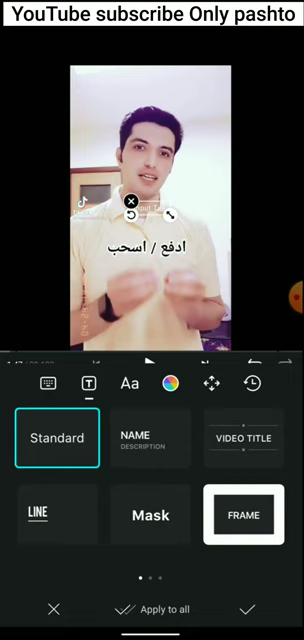 YouTube subscribe Only pashto
ادفع / اسحب
Aa
Standard
NAME
DESCRIPTION
VIDEO TITLE
LINE
Mask
FRAME
Apply to all